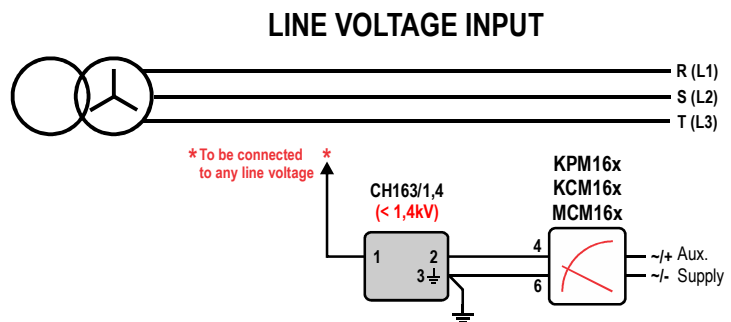 LINE VOLTAGE INPUT
R (L1)
S (L2)
T (L3)
* To be connected *
to any line voltage
CH163/1,4
(< 1,4kV)
KPM16x
KCM16x
MCM16x
1
2
3
4
6
~/+ Aux.
~/- Supply